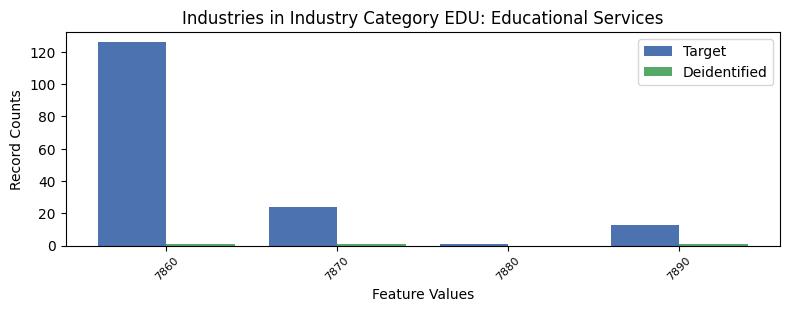 Industries in Industry Category EDU: Educational Services
Target
Deidentified
Record Counts
120
100
80
60
40
20
0
7860
7870
7880
7890
Feature Values